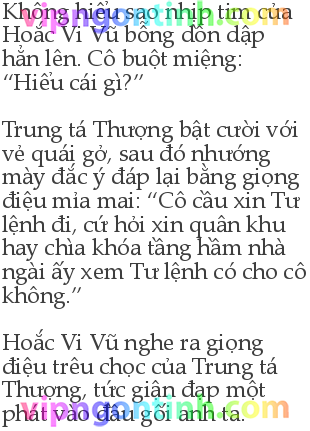 Không hiểu sao nhịp tim của
Hoắc Vi Vũ bỗng dồn dập
hẳn lên. Cô buột miệng:
“Hiểu cái gì?”
Trung tá Thượng bật cười với
vẻ quái gở, sau đó nhướng
mày đắc ý đáp lại bằng giọng
điệu mỉa mai: “Cô cầu xin Tư
lệnh đi, cứ hỏi xin quân khu
hay chìa khóa tầng hầm nhà
ngài ấy xem Tư lệnh có cho cô
không.”
Hoắc Vi Vũ nghe ra giọng
điệu trêu chọc của Trung tá
Thượng, tức giận đạp một
phát vào đầu gối anh ta.
vipngontinh.com
vipngontinh.com